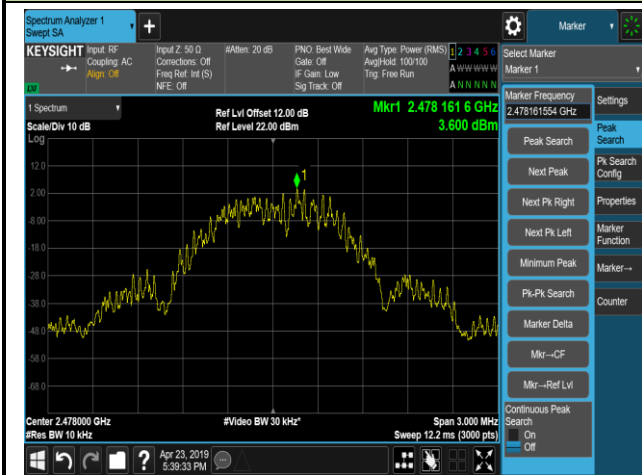 Spectrum Analyzer 1
Swept SA
+
Marker
KEYSIGHT
Input: RF
Coupling: AC
Align: Off
Input Z: 50 Ω
Corrections: Off
Freq Ref: Int (S)
NFE: Off
#Atten: 20 dB
PNO: Best Wide
Gate: Off
IF Gain: Low
Sig Track: Off
Avg Type: Power (RMS)
Avg|Hold: 100/100
Trig: Free Run
1 2 3 4 5 6
A W W W W W
A N N N N N
LXI
Select Marker
Marker 1
1 Spectrum
Scale/Div 10 dB
Log
Ref Lvl Offset 12.00 dB
Ref Level 22.00 dBm
Mkr1 2.478 161 6 GHz
3.600 dBm
12.0
2.00
-8.00
-18.0
-28.0
-38.0
-48.0
-58.0
-68.0
1
Center 2.478000 GHz
#Res BW 10 kHz
#Video BW 30 kHz*
Span 3.000 MHz
Sweep 12.2 ms (3000 pts)
Marker Frequency
2.478161554 GHz
Peak Search
Next Peak
Next Pk Right
Next Pk Left
Minimum Peak
Pk-Pk Search
Marker Delta
Mkr→CF
Mkr→Ref Lvl
Continuous Peak
Search
On
Off
Settings
Peak
Search
Pk Search
Config
Properties
Marker
Function
Marker→
Counter
?
Apr 23, 2019
5:39:33 PM